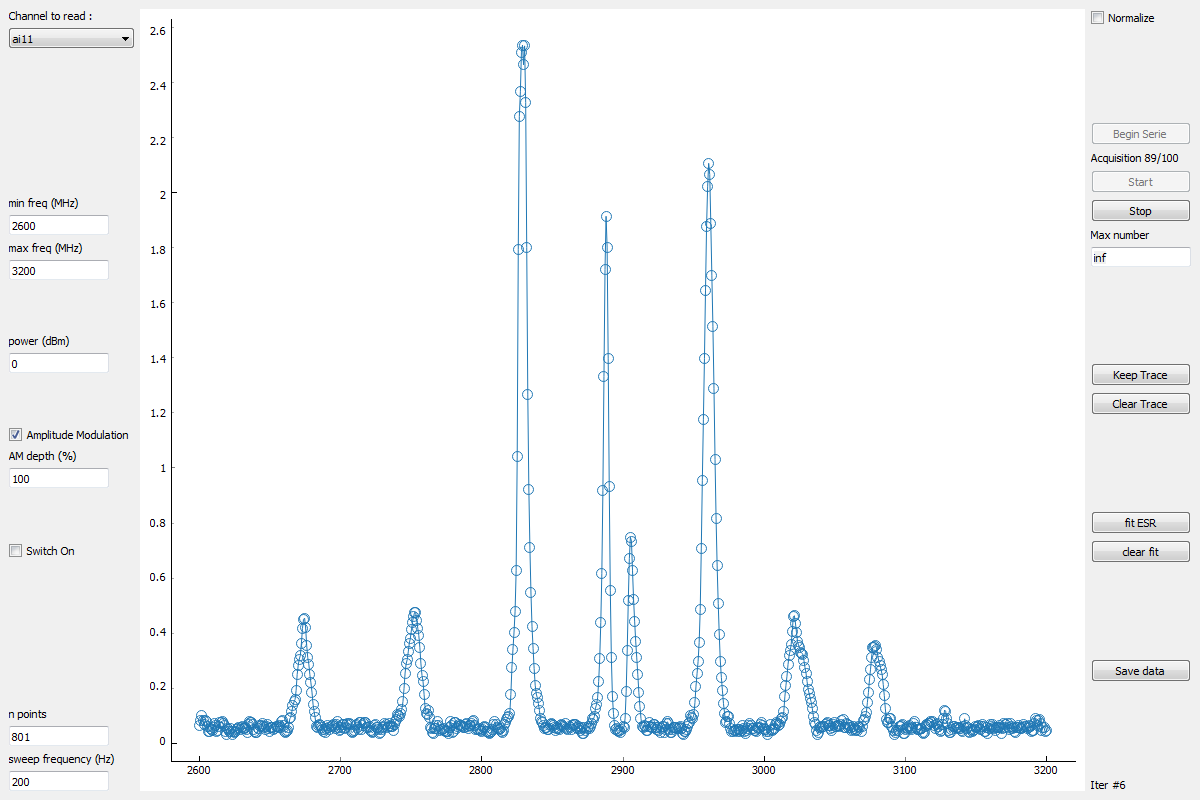 Channel to read :
ai11
min freq (MHz)
2600
max freq (MHz)
3200
power (dBm)
0
Amplitude Modulation
AM depth (%)
100
Switch On
n points
801
sweep frequency (Hz)
200
2.6
2.4
2.2
2
1.8
1.6
1.4
1.2
1
0.8
0.6
0.4
0.2
0
2600 2700 2800 2900 3000 3100 3200
Normalize
Begin Serie
Acquisition 89/100
Start
Stop
Max number
inf
Keep Trace
Clear Trace
fit ESR
clear fit
Save data
Iter #6